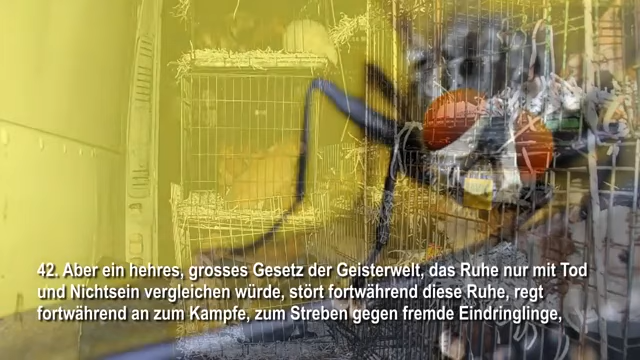 42. Aber ein hehres, grosses Gesetz der Geisterwelt, das Ruhe nur mit Tod
und Nichtsein vergleichen würde, stört fortwährend diese Ruhe, regt
fortwährend an zum Kampfe, zum Streben gegen fremde Eindringlinge,